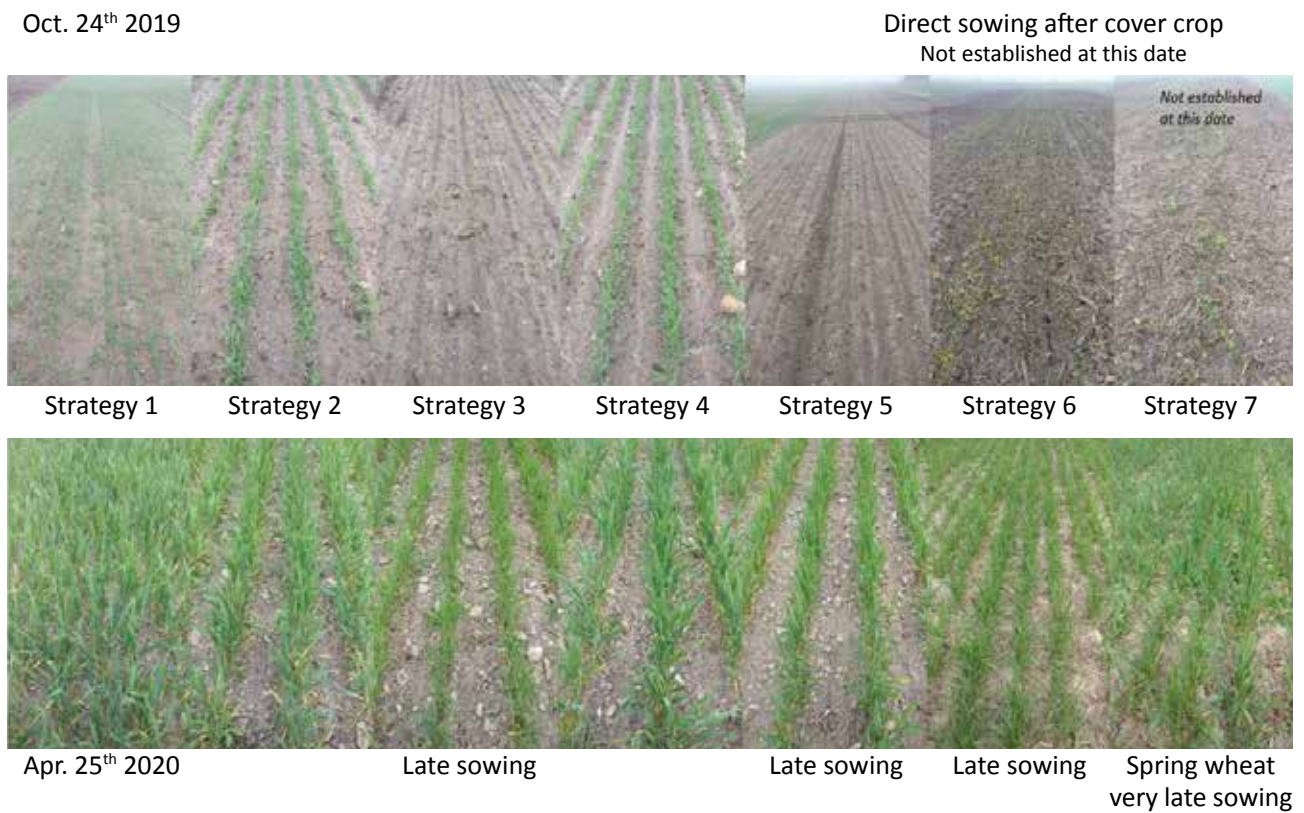 Oct. 24th 2019
Direct sowing after cover crop
Not established at this date
Not established
at this date
Strategy 1 Strategy 2 Strategy 3 Strategy 4 Strategy 5 Strategy 6 Strategy 7
Apr. 25th 2020 Late sowing Late sowing Late sowing Spring wheat
very late sowing